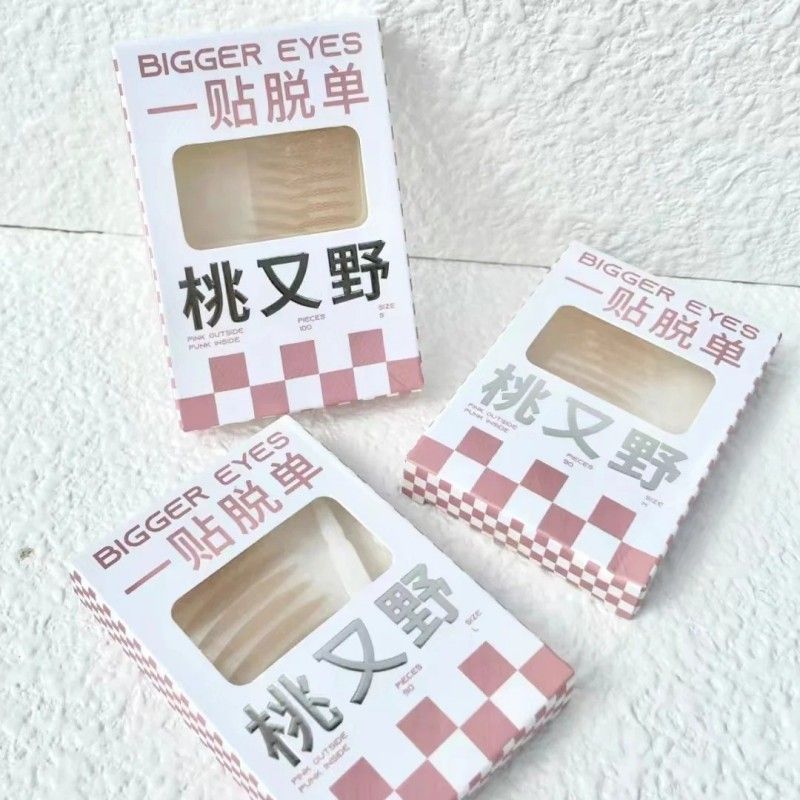 BIGGER EYES
一贴脱单
桃又野
PINK OUTSIDE
PUNK INSIDE
PIECES
100
SIZE
S
BIGGER EYES
一贴脱单
桃又野
PINK OUTSIDE
PUNK INSIDE
PIECES
90
SIZE
BIGGER EYES
一贴脱单
桃又野
PINK OUTSIDE
PUNK INSIDE
PIECES
90
SIZE
L